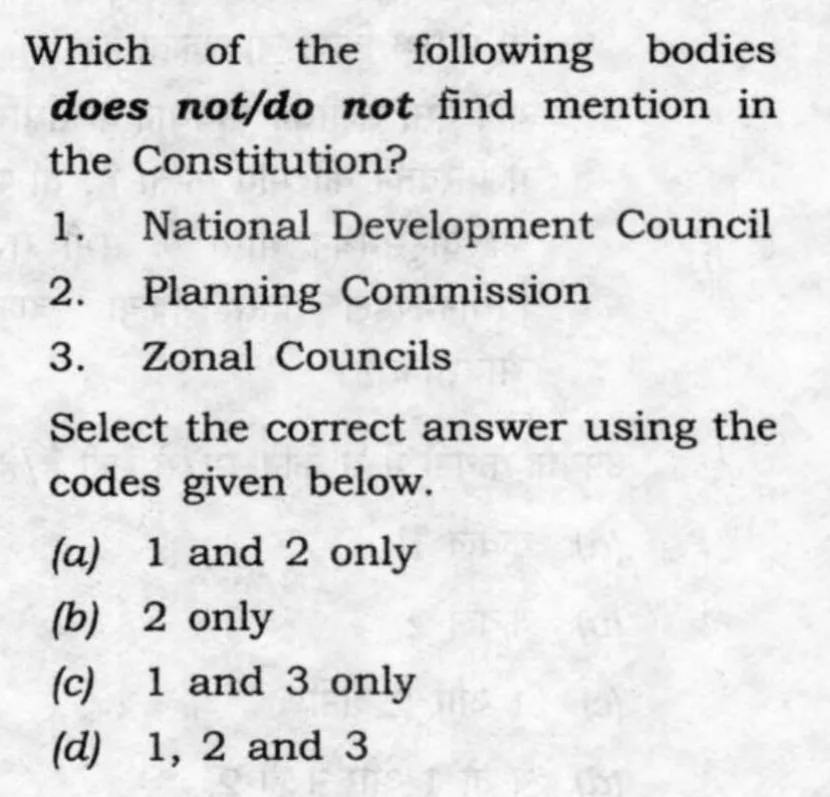 Which of the following bodies
does not/do not find mention in
the Constitution?
1. National Development Council
2. Planning Commission
3. Zonal Councils
Select the correct answer using the
codes given below.
(a) 1 and 2 only
(b) 2 only
(c) 1 and 3 only
(d) 1, 2 and 3